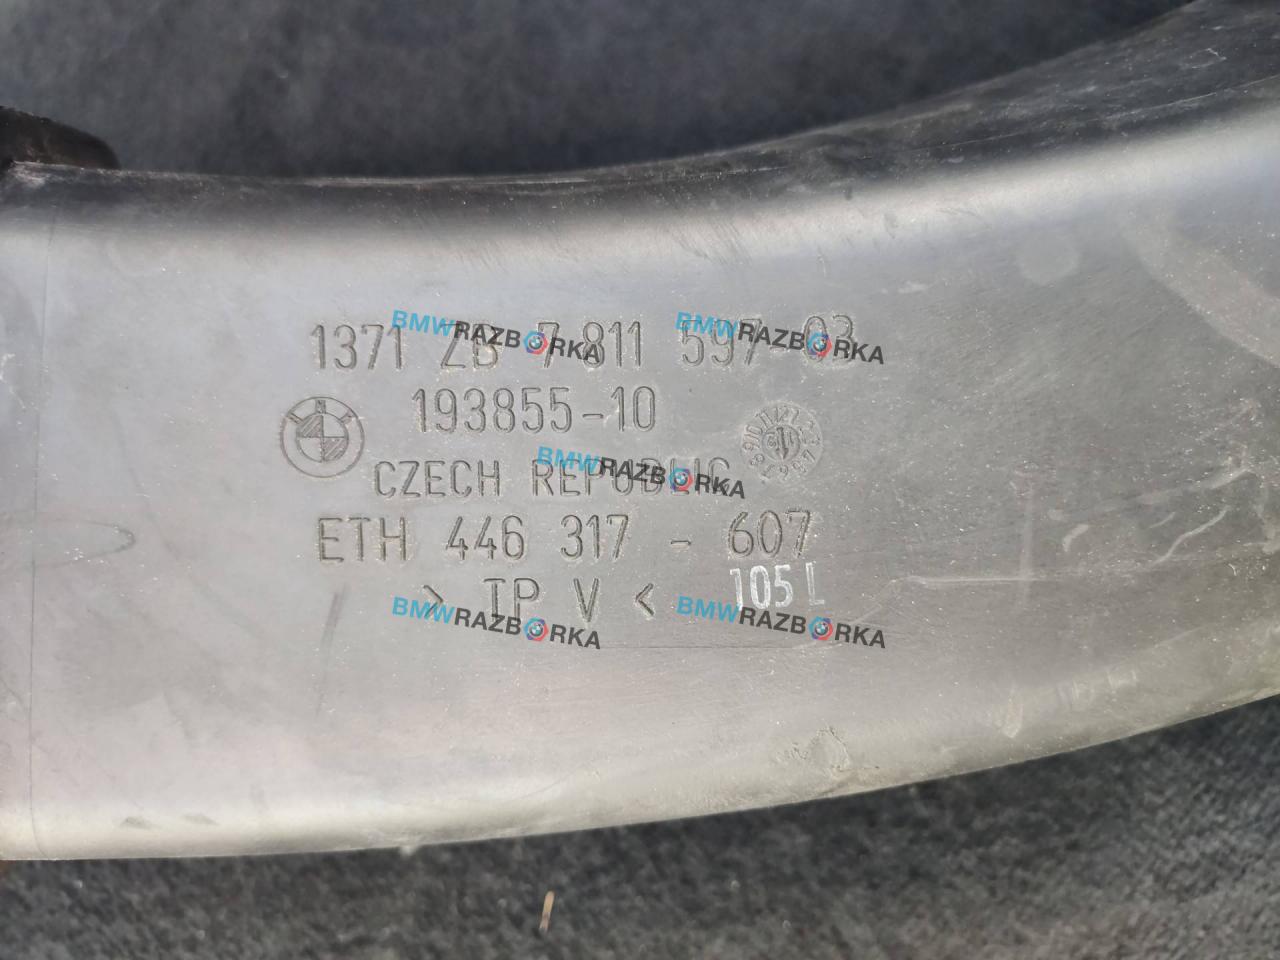 1371 ZB 7 811 597-03
193855-10
CZECH REPUBLIC
ETH 446 317 - 607
> TP V < 105 L
BMWRAZBORKA
BMWRAZBORKA
BMWRAZBORKA
BMWRAZBORKA
BMWRAZBORKA